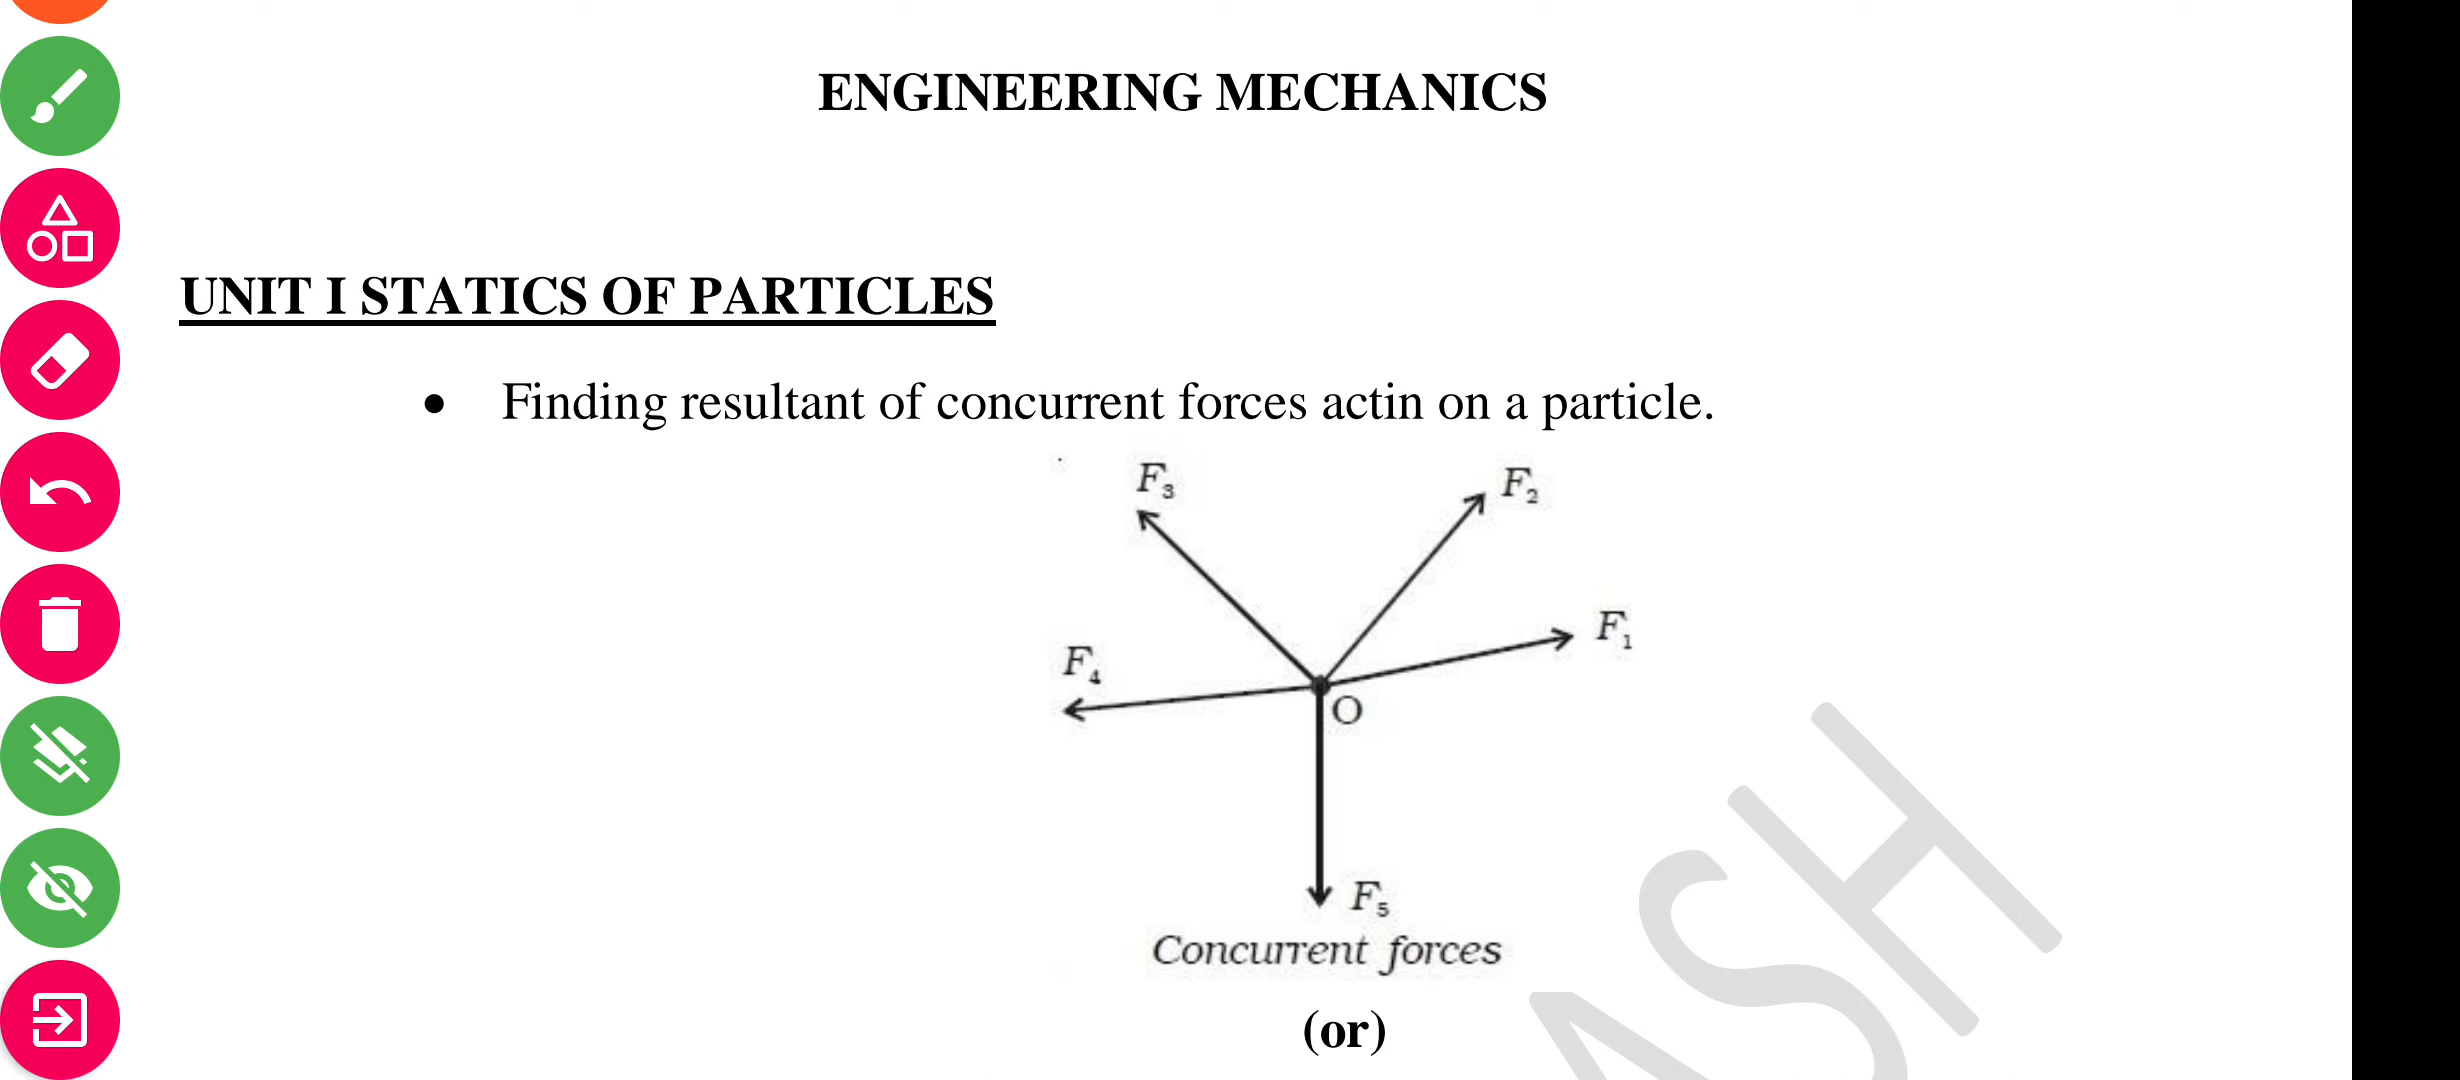 ENGINEERING MECHANICS
UNIT I STATICS OF PARTICLES
• Finding resultant of concurrent forces actin on a particle.
F₃ F₂
F₁
F₄
O
F₅
Concurrent forces
(or)
ASH